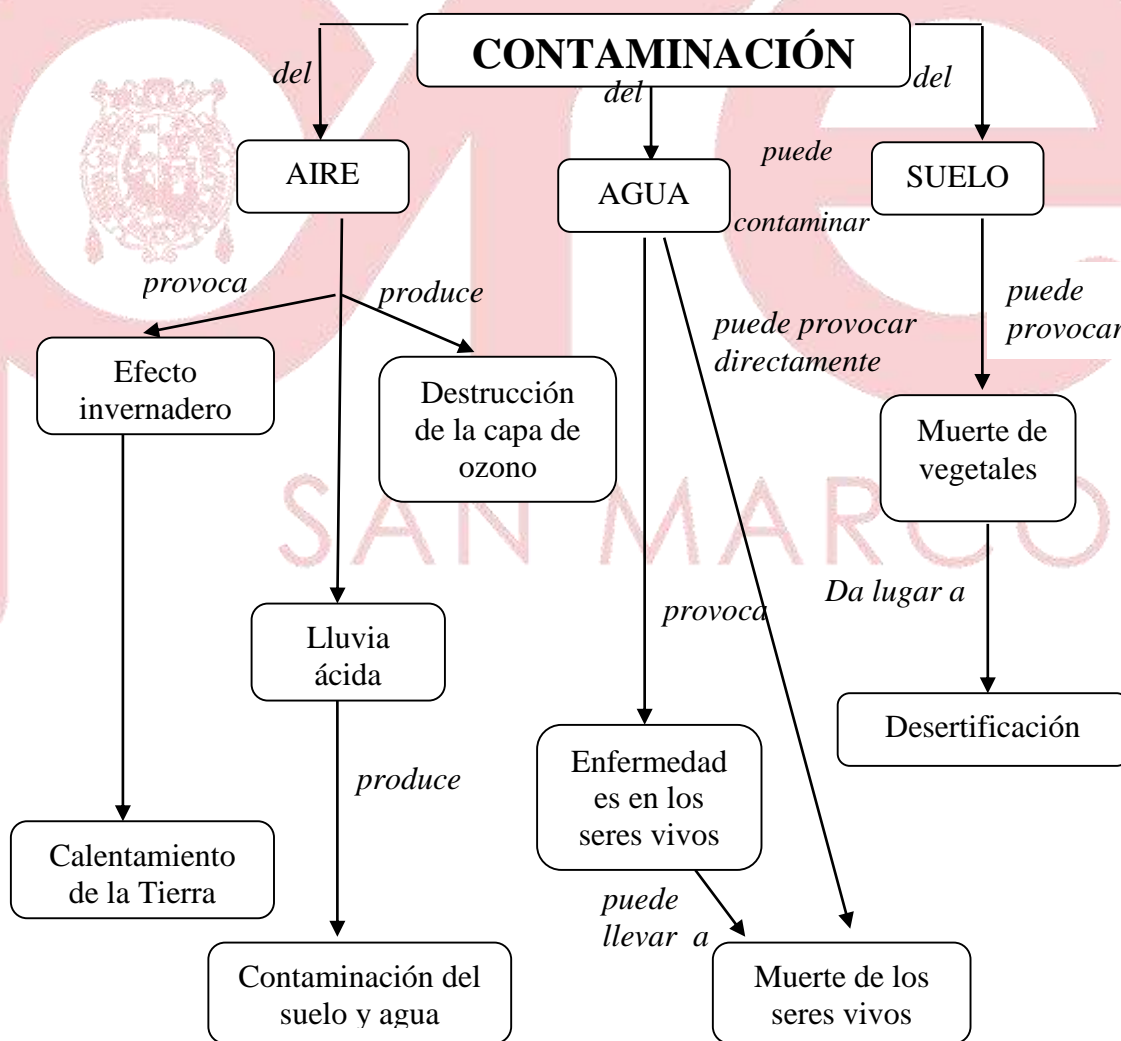 CONTAMINACIÓN
del
del
del
AIRE
AGUA
puede
contaminar
SUELO
provoca
produce
puede provocar
directamente
puede
provocar
Efecto
invernadero
Destrucción
de la capa de
ozono
Muerte de
vegetales
SAN MARCO
Da lugar a
Lluvia
ácida
provoca
Desertificación
produce
Enfermedad
es en los
seres vivos
Calentamiento
de la Tierra
puede
llevar a
Contaminación del
suelo y agua
Muerte de los
seres vivos